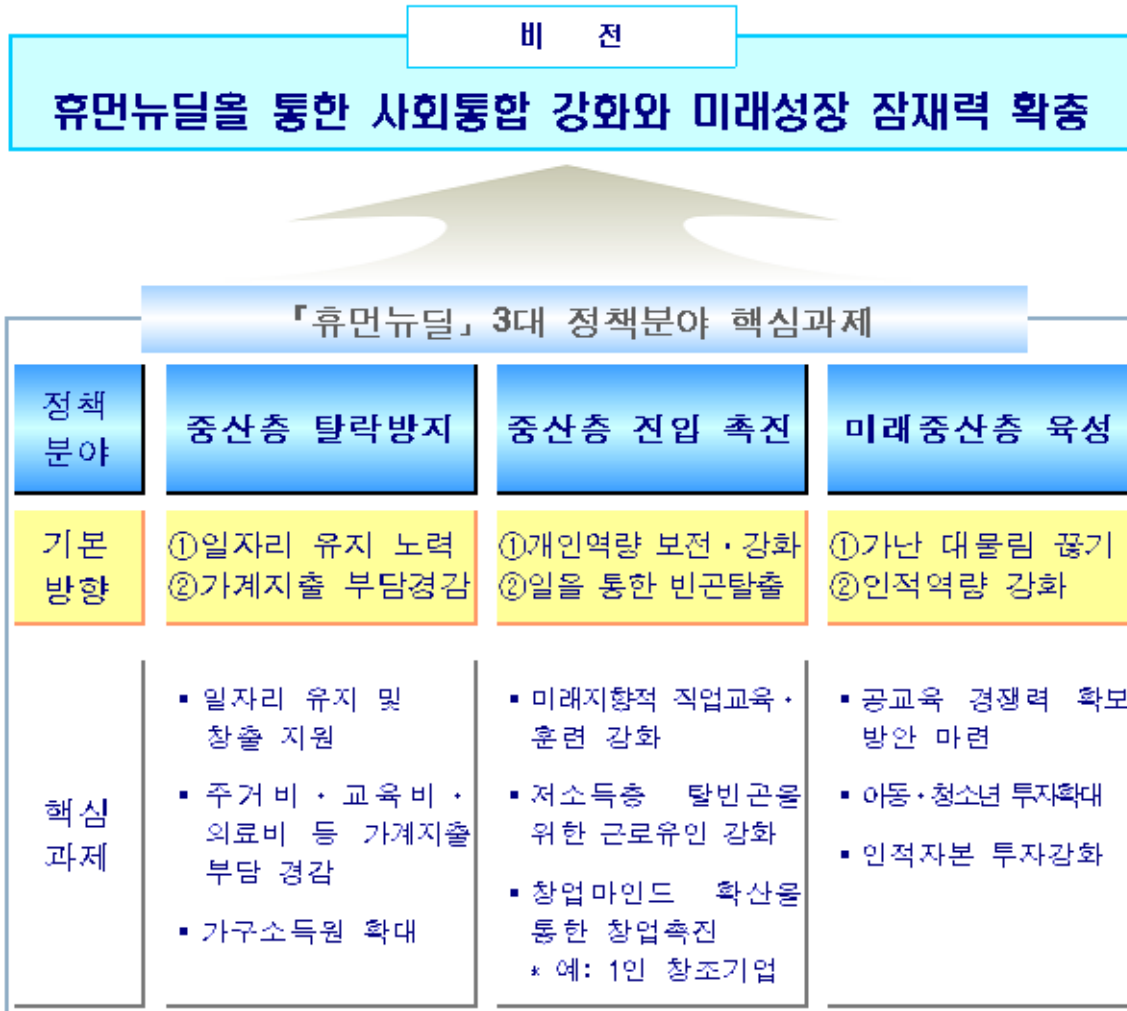 비 전
휴먼뉴딜을 통한 사회통합 강화와 미래성장 잠재력 확충
『휴먼뉴딜』 3대 정책분야 핵심과제
정책
분야
중산층 탈락방지
중산층 진입 촉진
미래중산층 육성
기본
방향
①일자리 유지 노력
②가계지출 부담경감
①개인역량 보전·강화
②일을 통한 빈곤탈출
①가난 대물림 끊기
②인적역량 강화
핵심
과제
▪ 일자리 유지 및
창출 지원
▪ 주거비·교육비·
의료비 등 가계지출
부담 경감
▪ 가구소득원 확대
▪ 미래지향적 직업교육·
훈련 강화
▪ 저소득층 탈빈곤을
위한 근로유인 강화
▪ 창업마인드 확산을
통한 창업촉진
* 예: 1인 창조기업
▪ 공교육 경쟁력 확보
방안 마련
▪ 아동·청소년 투자확대
▪ 인적자본 투자강화